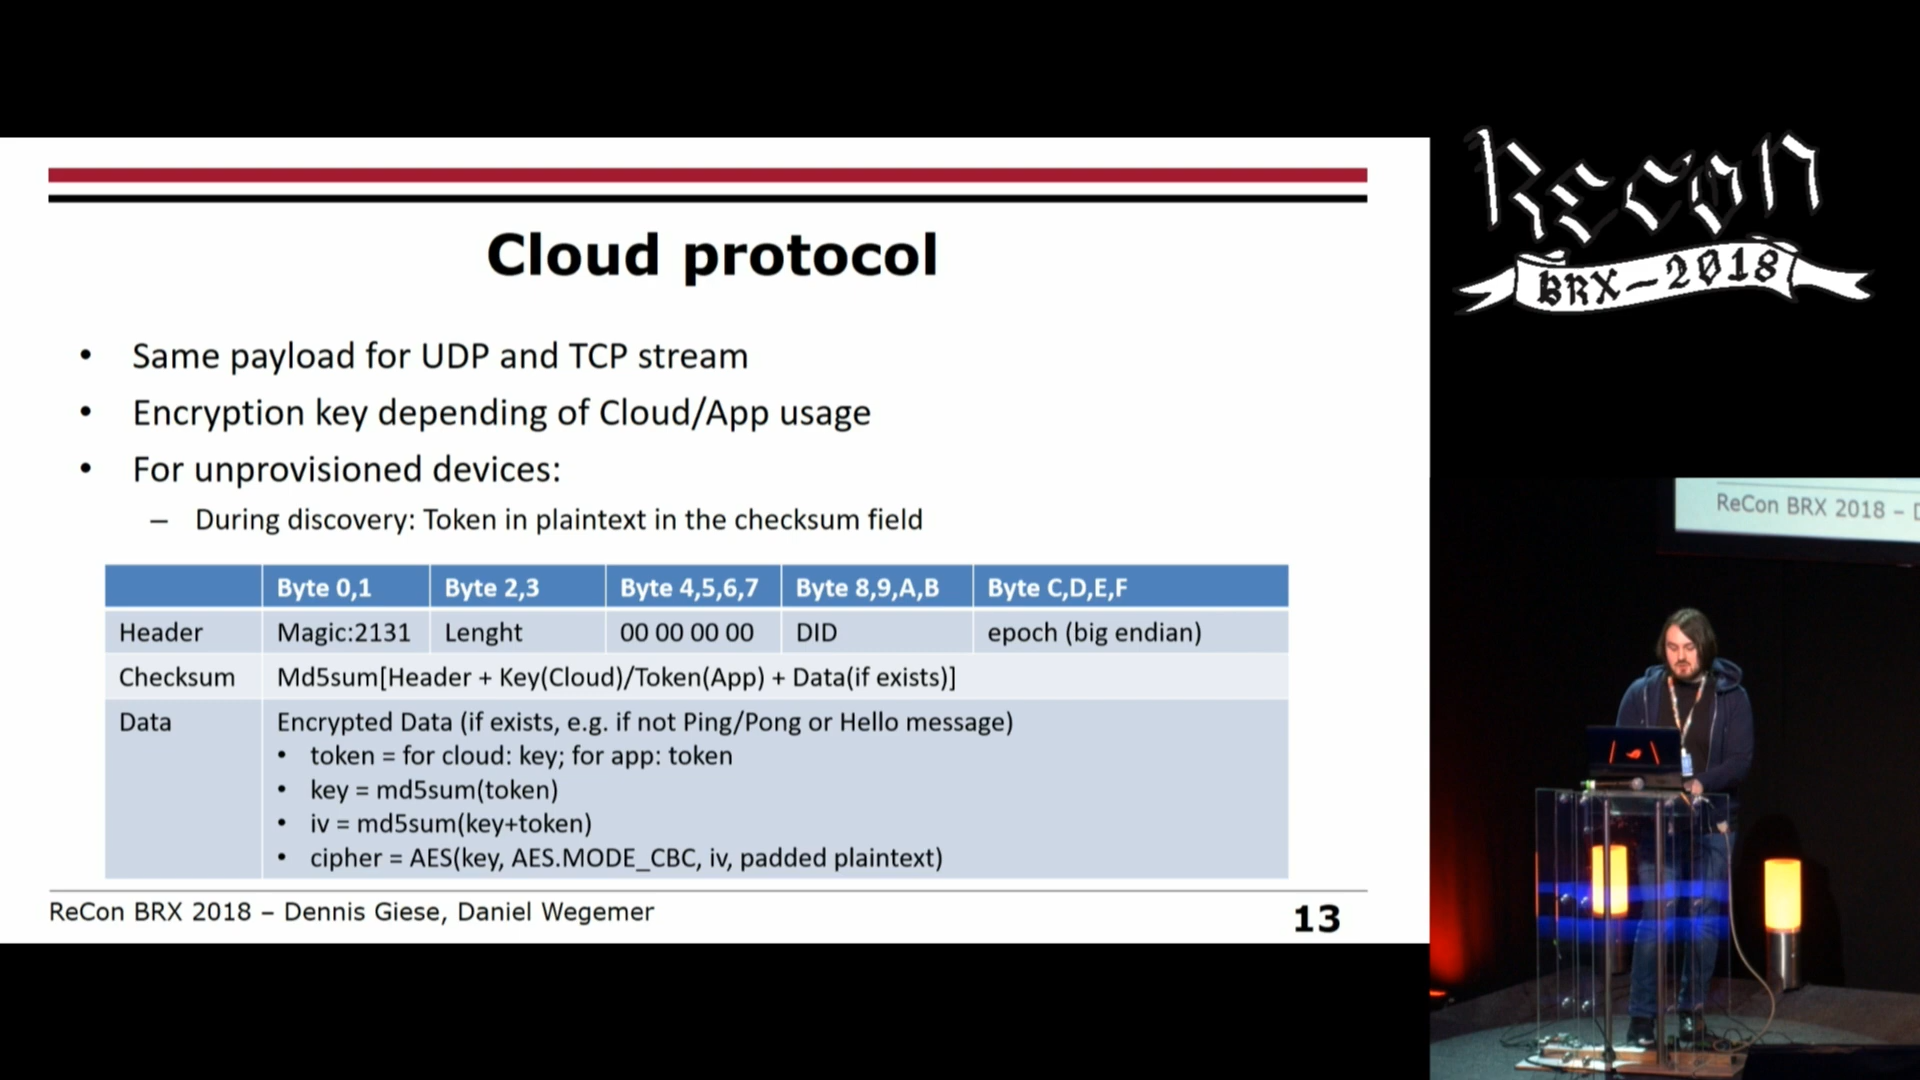 Cloud protocol
• Same payload for UDP and TCP stream
• Encryption key depending of Cloud/App usage
• For unprovisioned devices:
– During discovery: Token in plaintext in the checksum field
Byte 0,1 Byte 2,3 Byte 4,5,6,7 Byte 8,9,A,B Byte C,D,E,F
Header Magic:2131 Lenght 00 00 00 00 DID epoch (big endian)
Checksum Md5sum[Header + Key(Cloud)/Token(App) + Data(if exists)]
Data Encrypted Data (if exists, e.g. if not Ping/Pong or Hello message)
• token = for cloud: key; for app: token
• key = md5sum(token)
• iv = md5sum(key+token)
• cipher = AES(key, AES.MODE_CBC, iv, padded plaintext)
ReCon BRX 2018 – Dennis Giese, Daniel Wegemer
13
Recon
BRX-2018
ReCon BRX 2018 – D